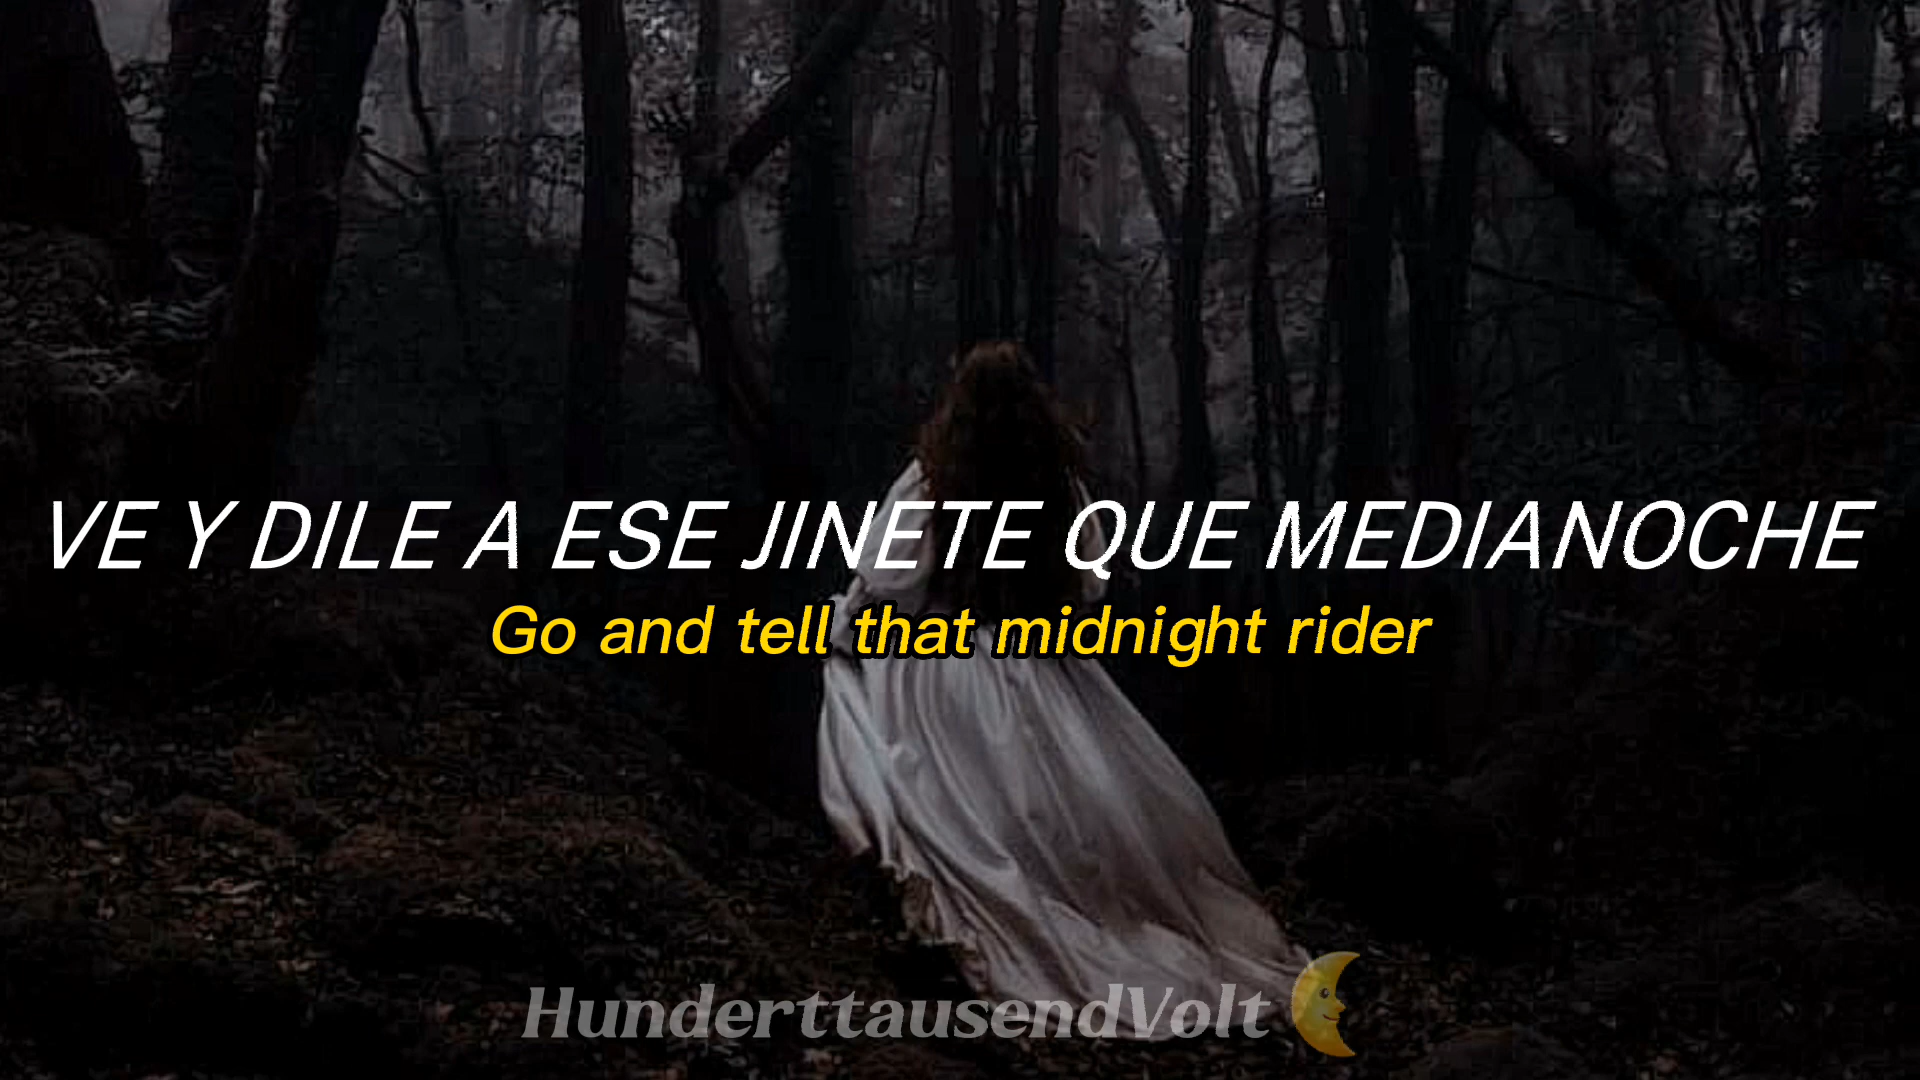 VE Y DILE A ESE JINETE QUE MEDIANOCHE
Go and tell that midnight rider
HunderttausendVolt